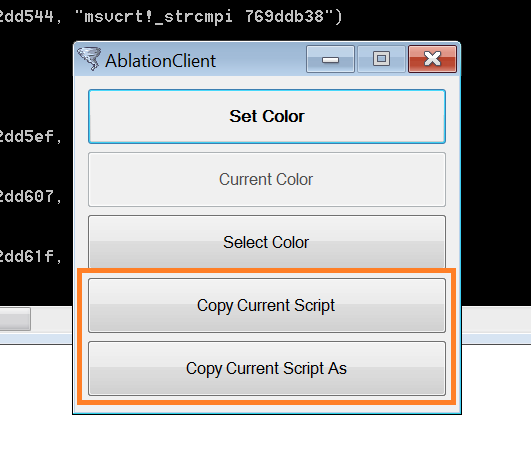 2dd544, "msvcrt!_strcmpi 769ddb38")
AblationClient
Set Color
2dd5ef,
Current Color
2dd607,
Select Color
2dd61f,
Copy Current Script
Copy Current Script As